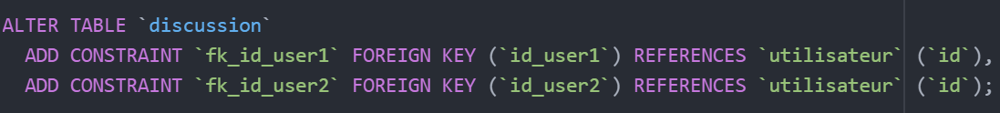 ALTER TABLE `discussion`
  ADD CONSTRAINT `fk_id_user1` FOREIGN KEY (`id_user1`) REFERENCES `utilisateur` (`id`),
  ADD CONSTRAINT `fk_id_user2` FOREIGN KEY (`id_user2`) REFERENCES `utilisateur` (`id`);